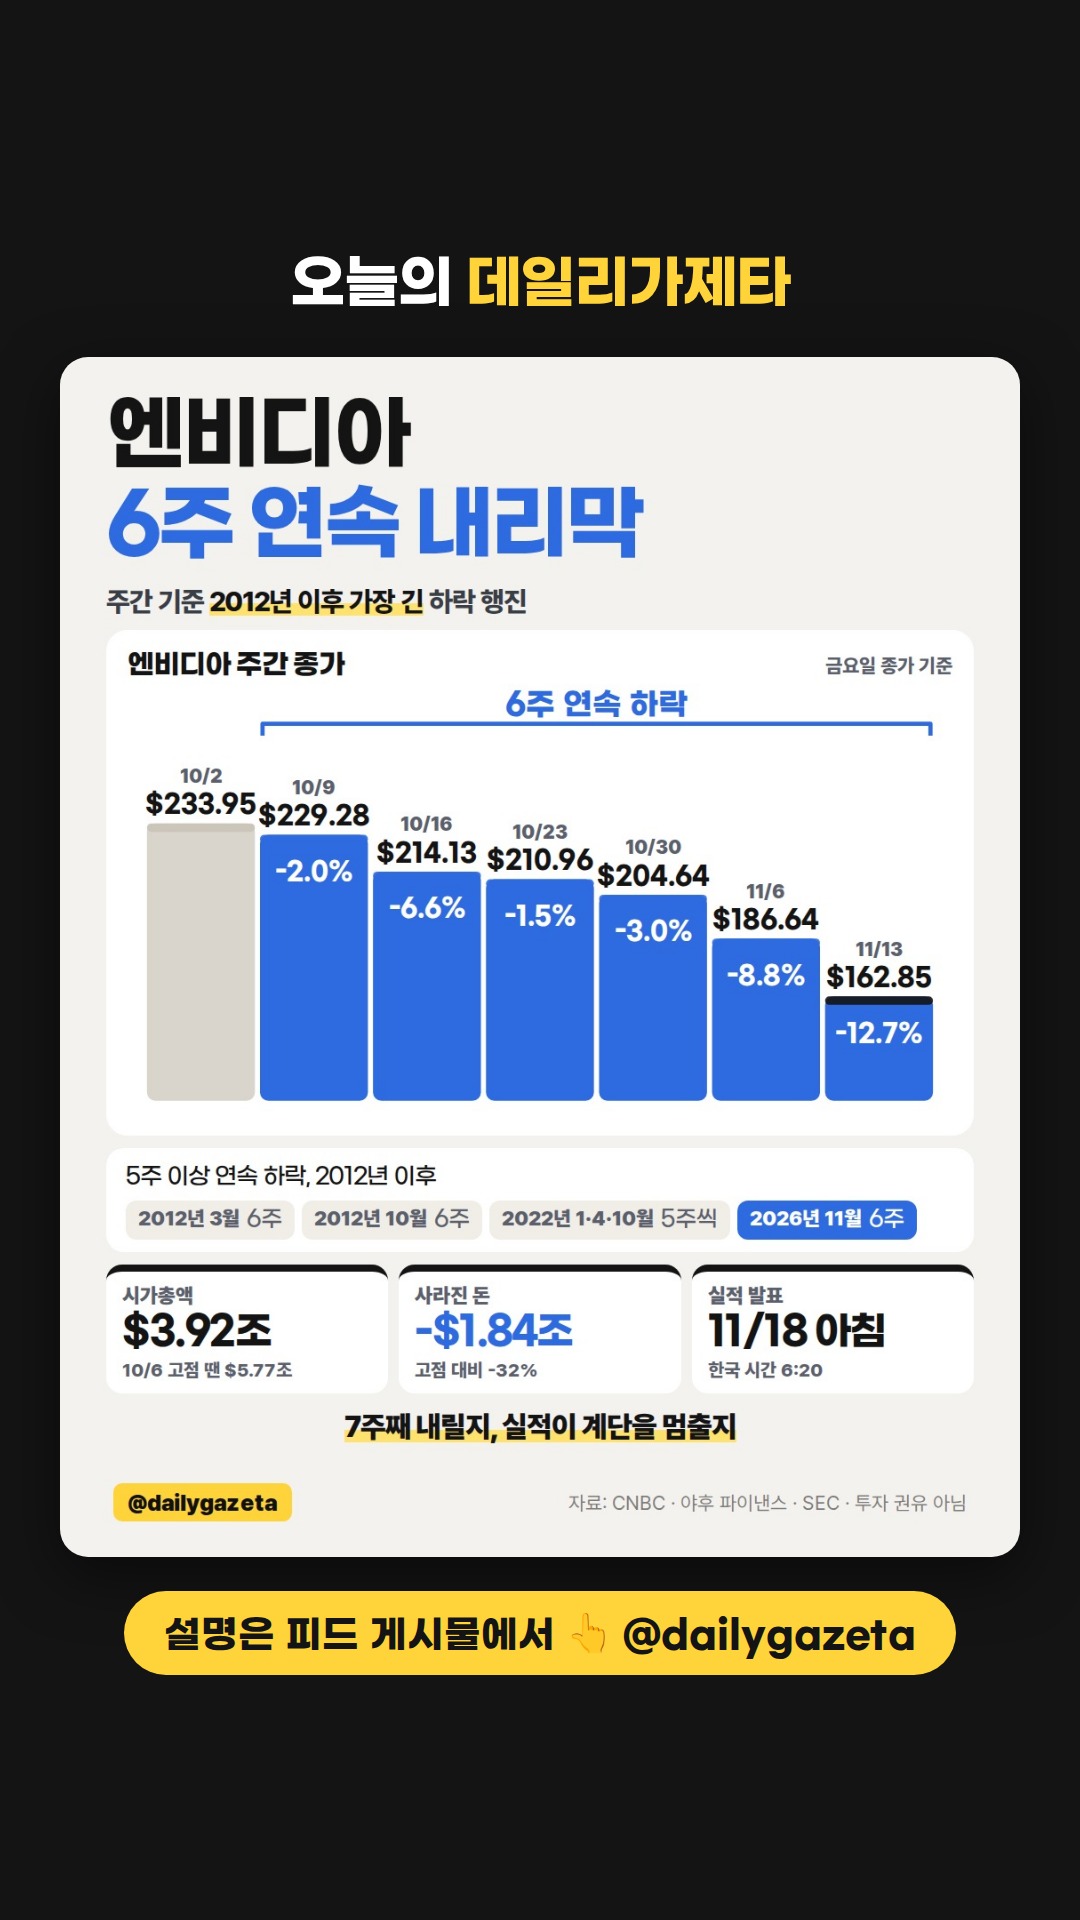 오늘의 데일리가제타
엔비디아
6주 연속 내리막
주간 기준 2012년 이후 가장 긴 하락 행진
엔비디아 주간 종가
금요일 종가 기준
6주 연속 하락
10/2
$233.95
10/9
$229.28
-2.0%
10/16
$214.13
-6.6%
10/23
$210.96
-1.5%
10/30
$204.64
-3.0%
11/6
$186.64
-8.8%
11/13
$162.85
-12.7%
5주 이상 연속 하락, 2012년 이후
2012년 3월 6주
2012년 10월 6주
2022년 1·4·10월 5주씩
2026년 11월 6주
시가총액
$3.92조
10/6 고점 땐 $5.77조
사라진 돈
-$1.84조
고점 대비 -32%
실적 발표
11/18 아침
한국 시간 6:20
7주째 내릴지, 실적이 계단을 멈출지
@dailygazeta
자료: CNBC · 야후 파이낸스 · SEC · 투자 권유 아님
설명은 피드 게시물에서 👆 @dailygazeta